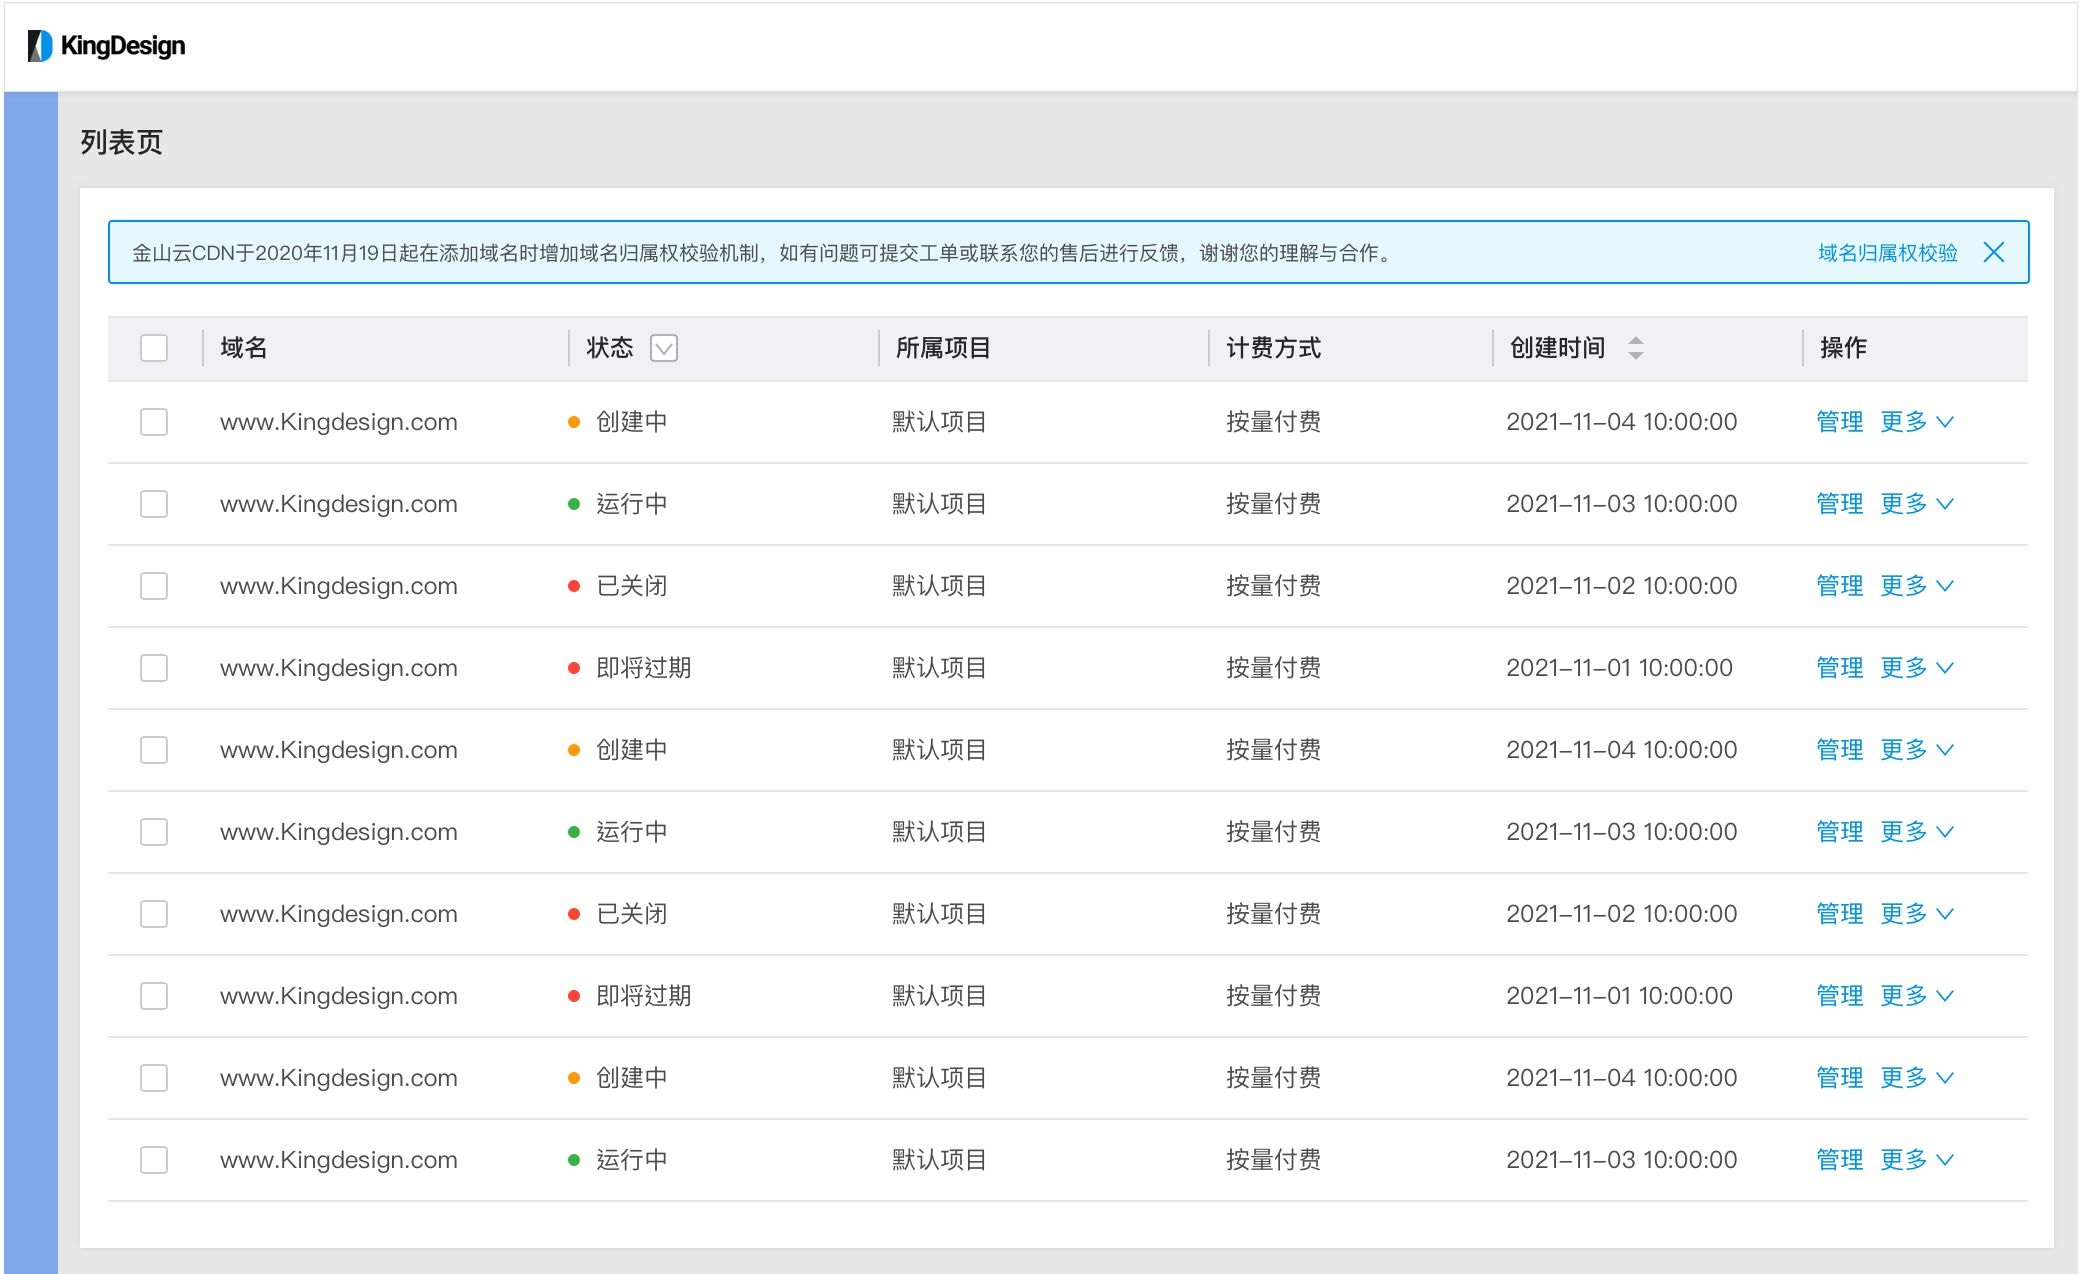 KingDesign
列表页
金山云CDN于2020年11月19日起在添加域名时增加域名归属权校验机制，如有问题可提交工单或联系您的售后进行反馈，谢谢您的理解与合作。 域名归属权校验
域名 状态 所属项目 计费方式 创建时间 操作
www.Kingdesign.com 创建中 默认项目 按量付费 2021-11-04 10:00:00 管理 更多
www.Kingdesign.com 运行中 默认项目 按量付费 2021-11-03 10:00:00 管理 更多
www.Kingdesign.com 已关闭 默认项目 按量付费 2021-11-02 10:00:00 管理 更多
www.Kingdesign.com 即将过期 默认项目 按量付费 2021-11-01 10:00:00 管理 更多
www.Kingdesign.com 创建中 默认项目 按量付费 2021-11-04 10:00:00 管理 更多
www.Kingdesign.com 运行中 默认项目 按量付费 2021-11-03 10:00:00 管理 更多
www.Kingdesign.com 已关闭 默认项目 按量付费 2021-11-02 10:00:00 管理 更多
www.Kingdesign.com 即将过期 默认项目 按量付费 2021-11-01 10:00:00 管理 更多
www.Kingdesign.com 创建中 默认项目 按量付费 2021-11-04 10:00:00 管理 更多
www.Kingdesign.com 运行中 默认项目 按量付费 2021-11-03 10:00:00 管理 更多